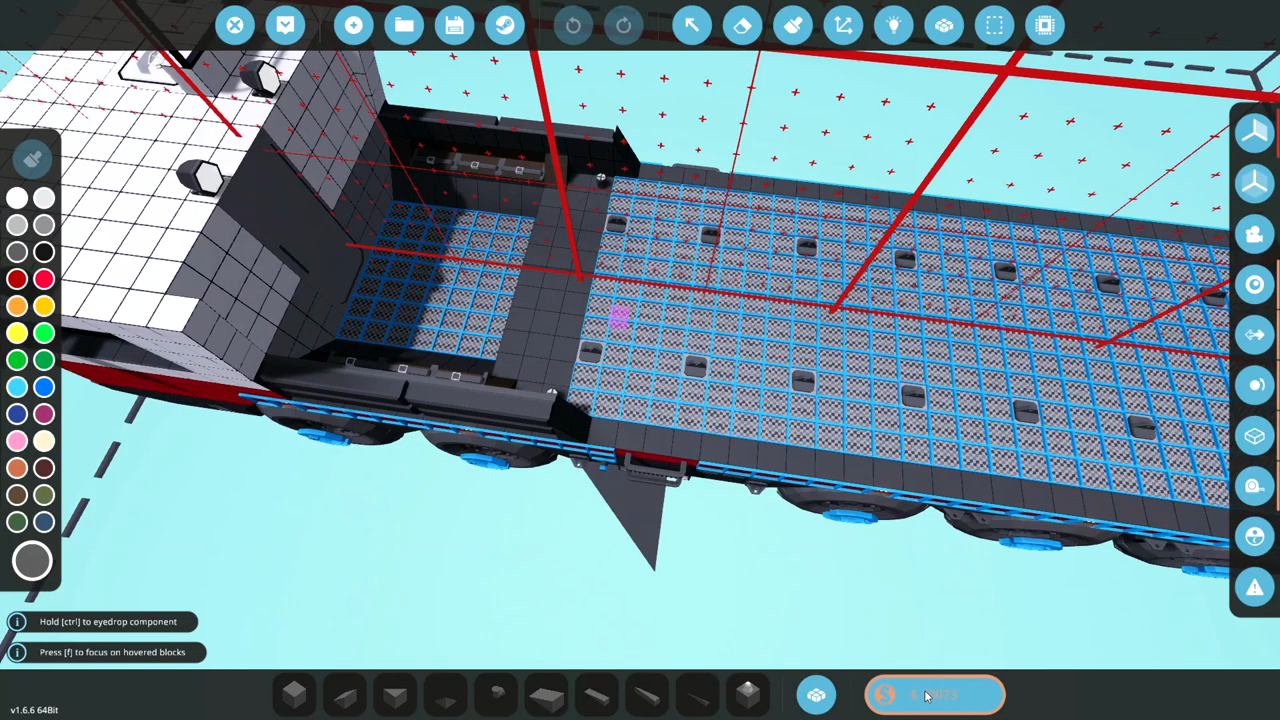 Hold [ctrl] to eyedrop component
Press [f] to focus on hovered blocks
v1.6.6 64Bit